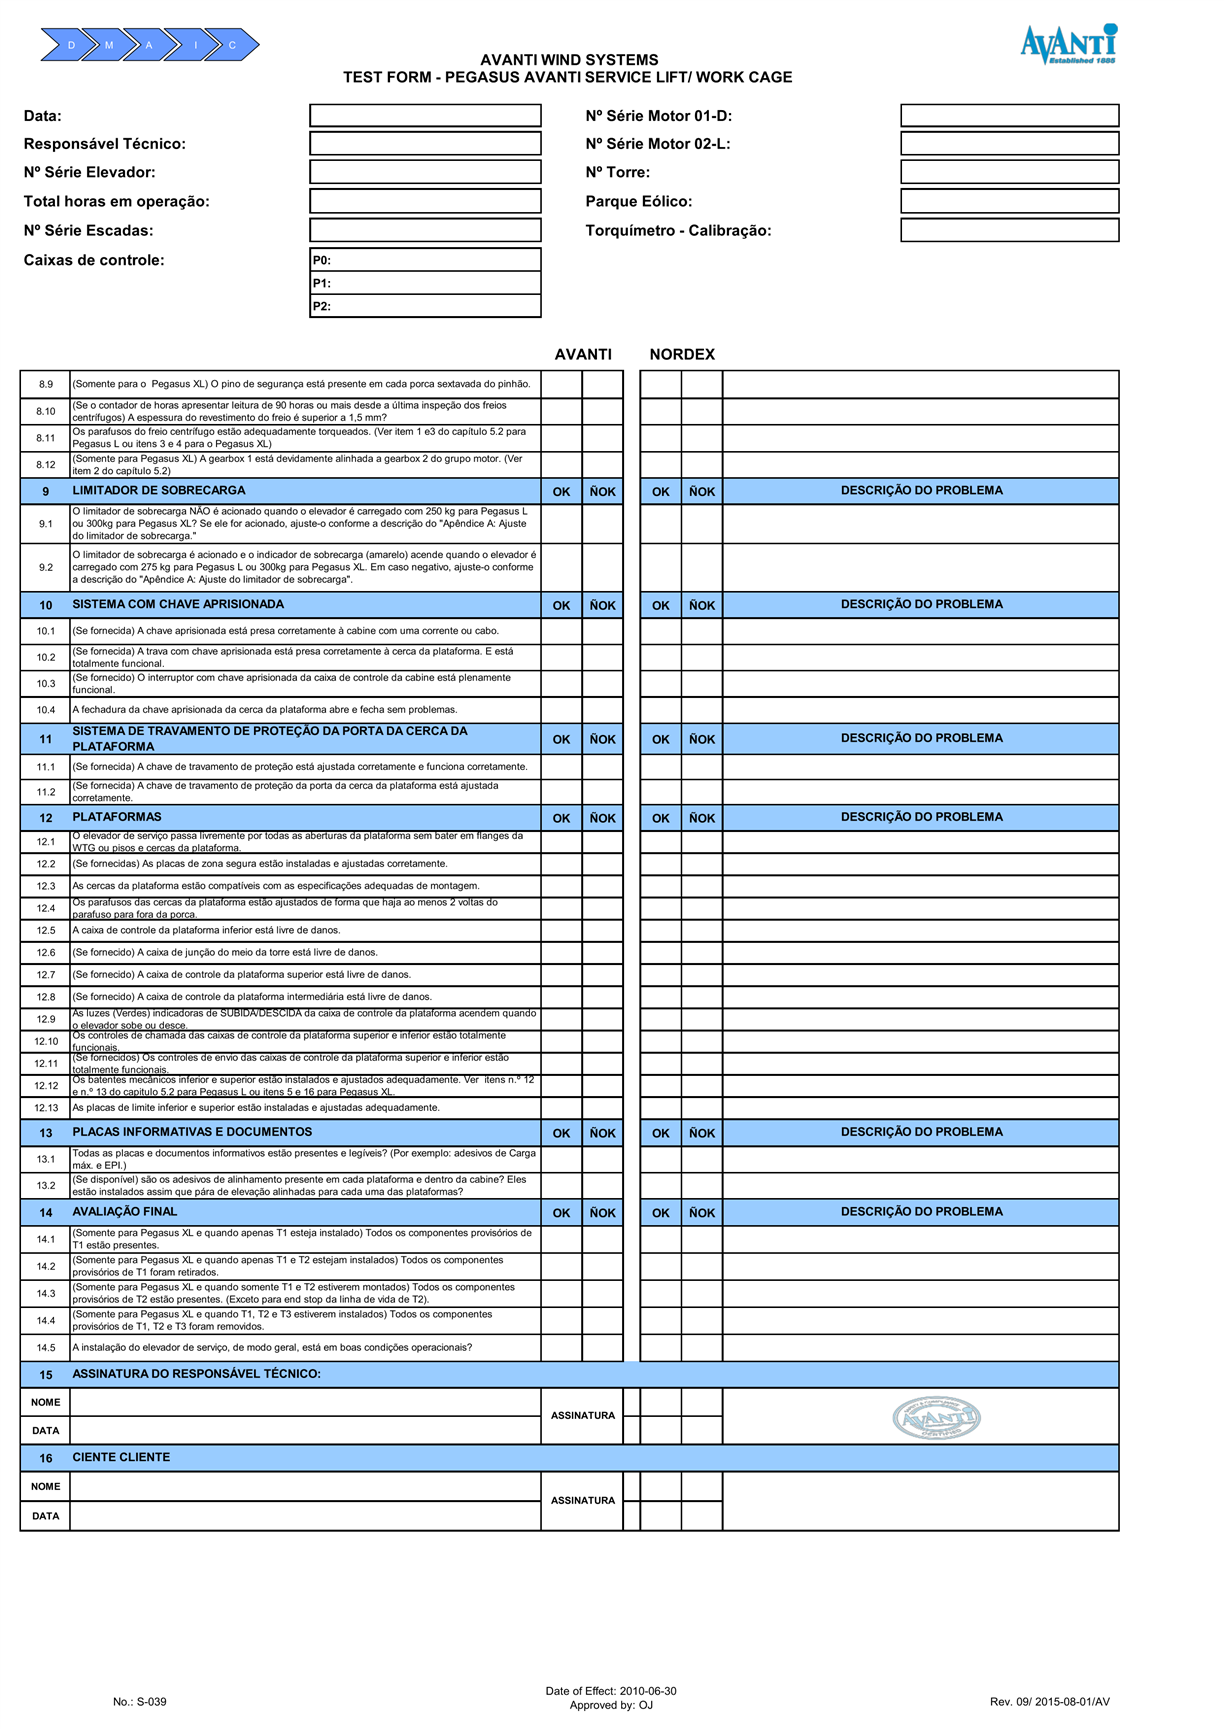 D M A I C
AVANTI
Established 1885
AVANTI WIND SYSTEMS
TEST FORM - PEGASUS AVANTI SERVICE LIFT/ WORK CAGE
Data: Nº Série Motor 01-D:
Responsável Técnico: Nº Série Motor 02-L:
Nº Série Elevador: Nº Torre:
Total horas em operação: Parque Eólico:
Nº Série Escadas: Torquímetro - Calibração:
Caixas de controle: P0:
P1:
P2:
AVANTI NORDEX
8.9 (Somente para o Pegasus XL) O pino de segurança está presente em cada porca sextavada do pinhão.
8.10 (Se o contador de horas apresentar leitura de 90 horas ou mais desde a última inspeção dos freios
centrífugos) A espessura do revestimento do freio é superior a 1,5 mm?
8.11 Os parafusos do freio centrífugo estão adequadamente torqueados. (Ver item 1 e3 do capítulo 5.2 para
Pegasus L ou itens 3 e 4 para o Pegasus XL)
8.12 (Somente para Pegasus XL) A gearbox 1 está devidamente alinhada a gearbox 2 do grupo motor. (Ver
item 2 do capítulo 5.2)
9 LIMITADOR DE SOBRECARGA OK ÑOK OK ÑOK DESCRIÇÃO DO PROBLEMA
9.1 O limitador de sobrecarga NÃO é acionado quando o elevador é carregado com 250 kg para Pegasus L
ou 300kg para Pegasus XL? Se ele for acionado, ajuste-o conforme a descrição do "Apêndice A: Ajuste
do limitador de sobrecarga."
9.2 O limitador de sobrecarga é acionado e o indicador de sobrecarga (amarelo) acende quando o elevador é
carregado com 275 kg para Pegasus L ou 300kg para Pegasus XL. Em caso negativo, ajuste-o conforme
a descrição do "Apêndice A: Ajuste do limitador de sobrecarga".
10 SISTEMA COM CHAVE APRISIONADA OK ÑOK OK ÑOK DESCRIÇÃO DO PROBLEMA
10.1 (Se fornecida) A chave aprisionada está presa corretamente à cabine com uma corrente ou cabo.
10.2 (Se fornecida) A trava com chave aprisionada está presa corretamente à cerca da plataforma. E está
totalmente funcional.
10.3 (Se fornecido) O interruptor com chave aprisionada da caixa de controle da cabine está plenamente
funcional.
10.4 A fechadura da chave aprisionada da cerca da plataforma abre e fecha sem problemas.
11 SISTEMA DE TRAVAMENTO DE PROTEÇÃO DA PORTA DA CERCA DA
PLATAFORMA OK ÑOK OK ÑOK DESCRIÇÃO DO PROBLEMA
11.1 (Se fornecida) A chave de travamento de proteção está ajustada corretamente e funciona corretamente.
11.2 (Se fornecida) A chave de travamento de proteção da porta da cerca da plataforma está ajustada
corretamente.
12 PLATAFORMAS OK ÑOK OK ÑOK DESCRIÇÃO DO PROBLEMA
12.1 O elevador de serviço passa livremente por todas as aberturas da plataforma sem bater em flanges da
WTG ou pisos e cercas da plataforma.
12.2 (Se fornecidas) As placas de zona segura estão instaladas e ajustadas corretamente.
12.3 As cercas da plataforma estão compatíveis com as especificações adequadas de montagem.
12.4 Os parafusos das cercas da plataforma estão ajustados de forma que haja ao menos 2 voltas do
parafuso para fora da porca.
12.5 A caixa de controle da plataforma inferior está livre de danos.
12.6 (Se fornecido) A caixa de junção do meio da torre está livre de danos.
12.7 (Se fornecido) A caixa de controle da plataforma superior está livre de danos.
12.8 (Se fornecido) A caixa de controle da plataforma intermediária está livre de danos.
12.9 As luzes (Verdes) indicadoras de SUBIDA/DESCIDA da caixa de controle da plataforma acendem quando
o elevador sobe ou desce.
12.10 Os controles de chamada das caixas de controle da plataforma superior e inferior estão totalmente
funcionais.
12.11 (Se fornecidos) Os controles de envio das caixas de controle da plataforma superior e inferior estão
totalmente funcionais.
12.12 Os batentes mecânicos inferior e superior estão instalados e ajustados adequadamente. Ver itens n.º 12
e n.º 13 do capitulo 5.2 para Pegasus L ou itens 5 e 16 para Pegasus XL.
12.13 As placas de limite inferior e superior estão instaladas e ajustadas adequadamente.
13 PLACAS INFORMATIVAS E DOCUMENTOS OK ÑOK OK ÑOK DESCRIÇÃO DO PROBLEMA
13.1 Todas as placas e documentos informativos estão presentes e legíveis? (Por exemplo: adesivos de Carga
máx. e EPI.)
13.2 (Se disponível) são os adesivos de alinhamento presente em cada plataforma e dentro da cabine? Eles
estão instalados assim que pára de elevação alinhadas para cada uma das plataformas?
14 AVALIAÇÃO FINAL OK ÑOK OK ÑOK DESCRIÇÃO DO PROBLEMA
14.1 (Somente para Pegasus XL e quando apenas T1 esteja instalado) Todos os componentes provisórios de
T1 estão presentes.
14.2 (Somente para Pegasus XL e quando apenas T1 e T2 estejam instalados) Todos os componentes
provisórios de T1 foram retirados.
14.3 (Somente para Pegasus XL e quando somente T1 e T2 estiverem montados) Todos os componentes
provisórios de T2 estão presentes. (Exceto para end stop da linha de vida de T2).
14.4 (Somente para Pegasus XL e quando T1, T2 e T3 estiverem instalados) Todos os componentes
provisórios de T1, T2 e T3 foram removidos.
14.5 A instalação do elevador de serviço, de modo geral, está em boas condições operacionais?
15 ASSINATURA DO RESPONSÁVEL TÉCNICO:
NOME
ASSINATURA
AVANTI
CERTIFIED
DATA
16 CIENTE CLIENTE
NOME
ASSINATURA
DATA
No.: S-039
Date of Effect: 2010-06-30
Approved by: OJ
Rev. 09/ 2015-08-01/AV